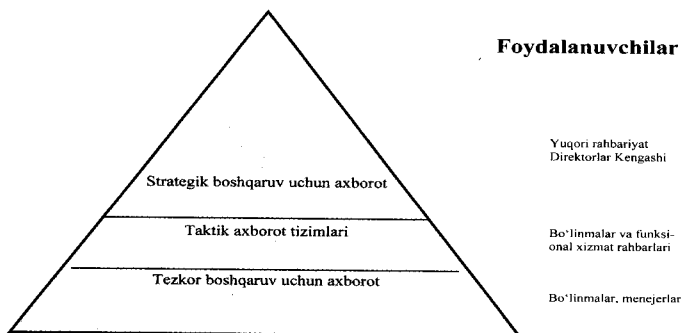 Foydalanuvchilar
Yuqori rahbariyat
Direktorlar Kengashi
Strategik boshqaruv uchun axborot
Taktik axborot tizimlari
Bo‘linmalar va funksi-
onal xizmat rahbarlari
Tezkor boshqaruv uchun axborot
Bo‘linmalar, menejerlar